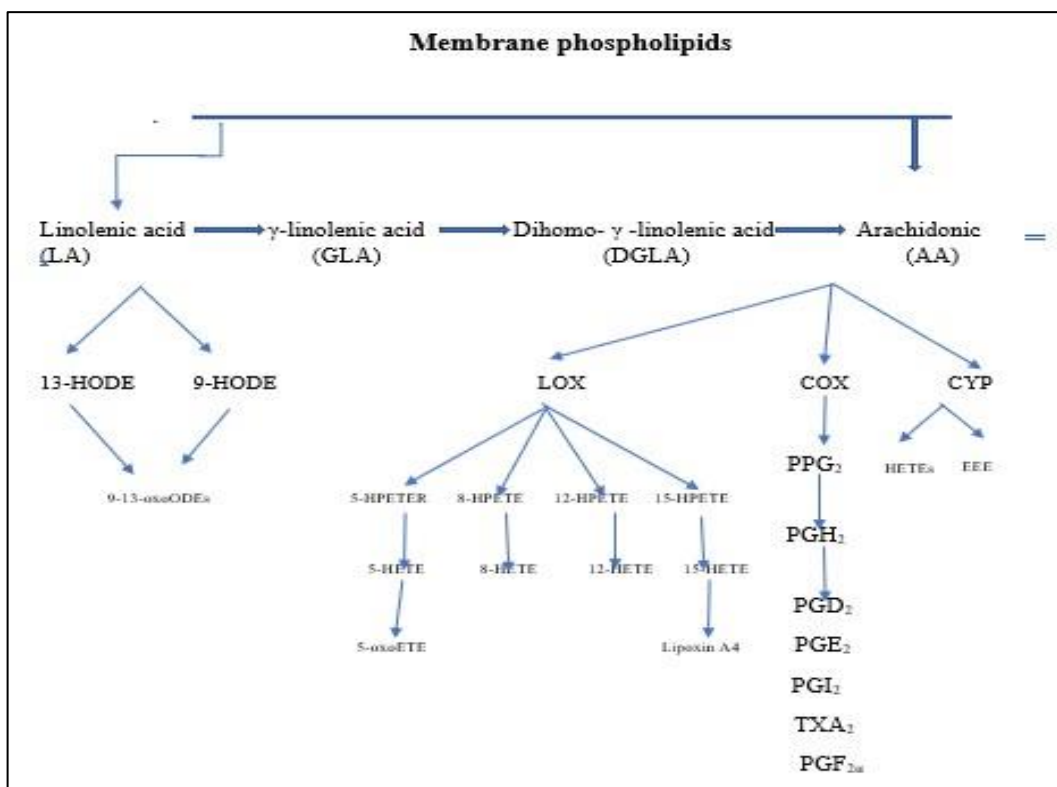 Membrane phospholipids
Linolenic acid γ-linolenic acid Dihomo- γ -linolenic acid Arachidonic
(LA) (GLA) (DGLA) (AA)
13-HODE 9-HODE LOX COX CYP
PPG₂ HETEs EEE
9-13-oxoODEs 5-HPETER 8-HPETE 12-HPETE 15-HPETE
PGH₂
5-HETE 8-HETE 12-HETE 15-HETE
PGD₂
5-oxoETE Lipoxin A4 PGE₂
PGI₂
TXA₂
PGF₂α